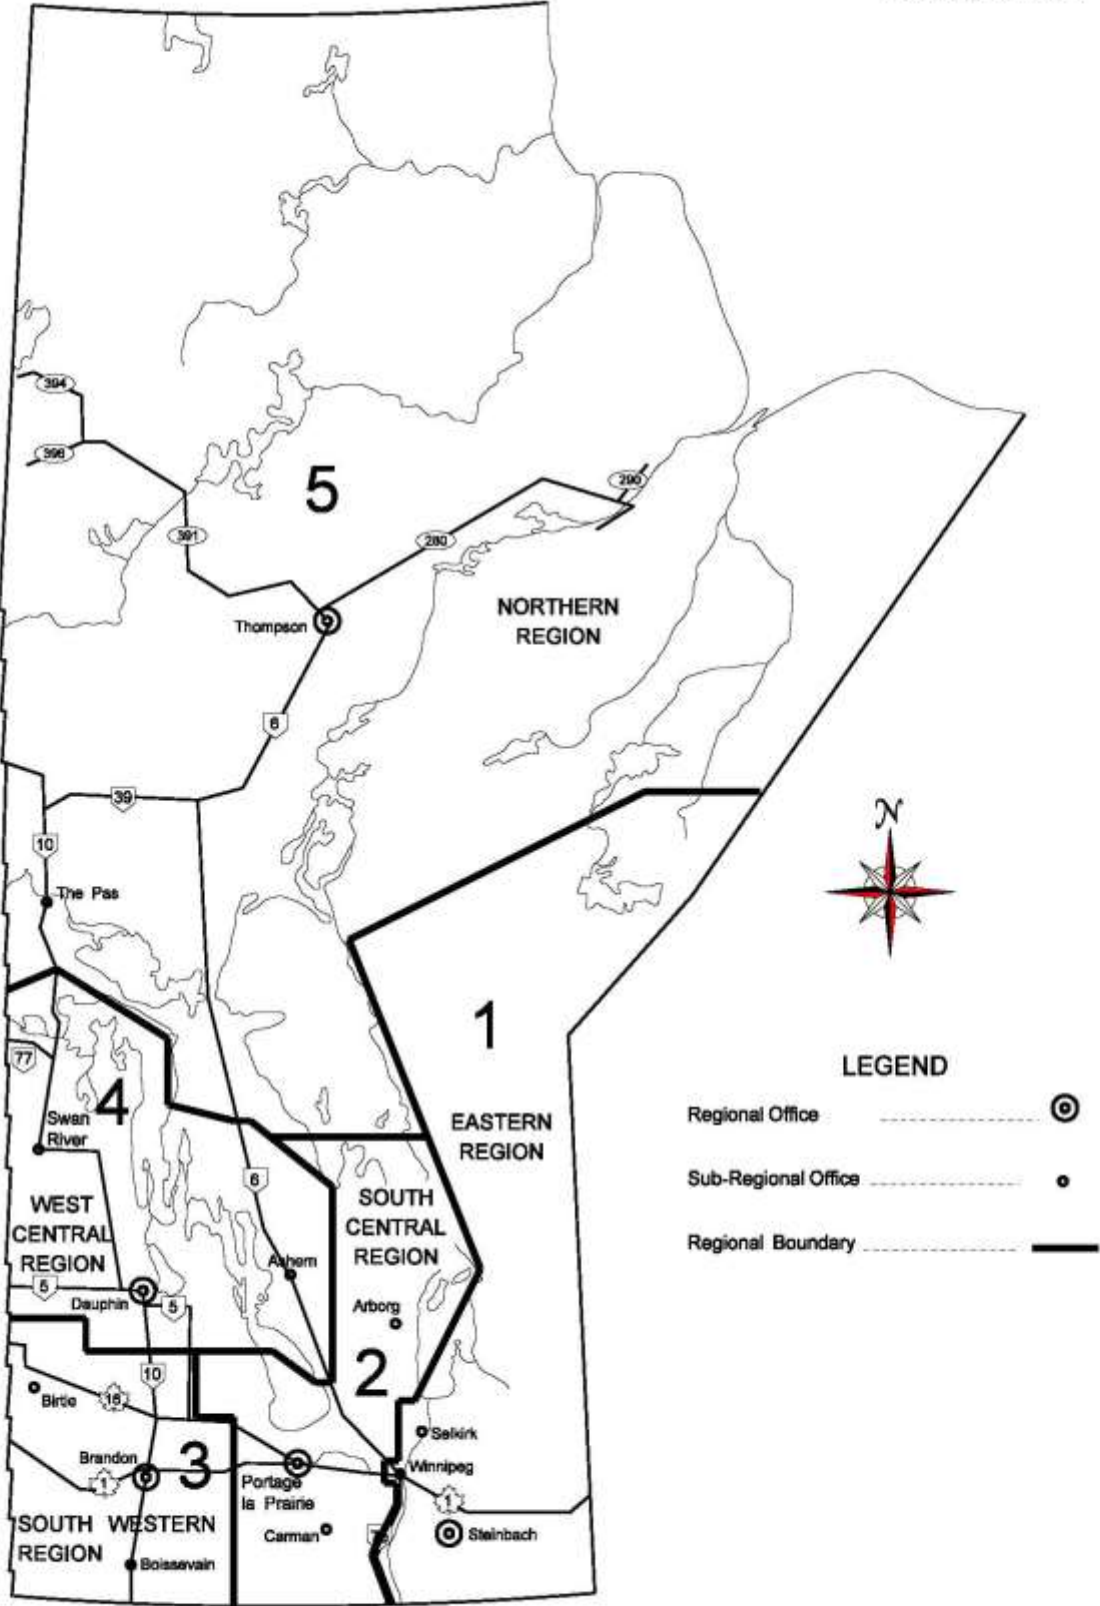 394
396
5
290
391
280
NORTHERN
REGION
Thompson
6
39
N
10
The Pas
1
77
4
LEGEND
Regional Office
Swan
River
EASTERN
REGION
6
Sub-Regional Office
WEST
CENTRAL
REGION
SOUTH
CENTRAL
REGION
Regional Boundary
Ashern
5
Dauphin
5
Arborg
2
10
Birtle
16
Selkirk
Brandon
3
Winnipeg
1
Portage
la Prairie
1
SOUTH WESTERN
REGION
Carman
Steinbach
Boissevain